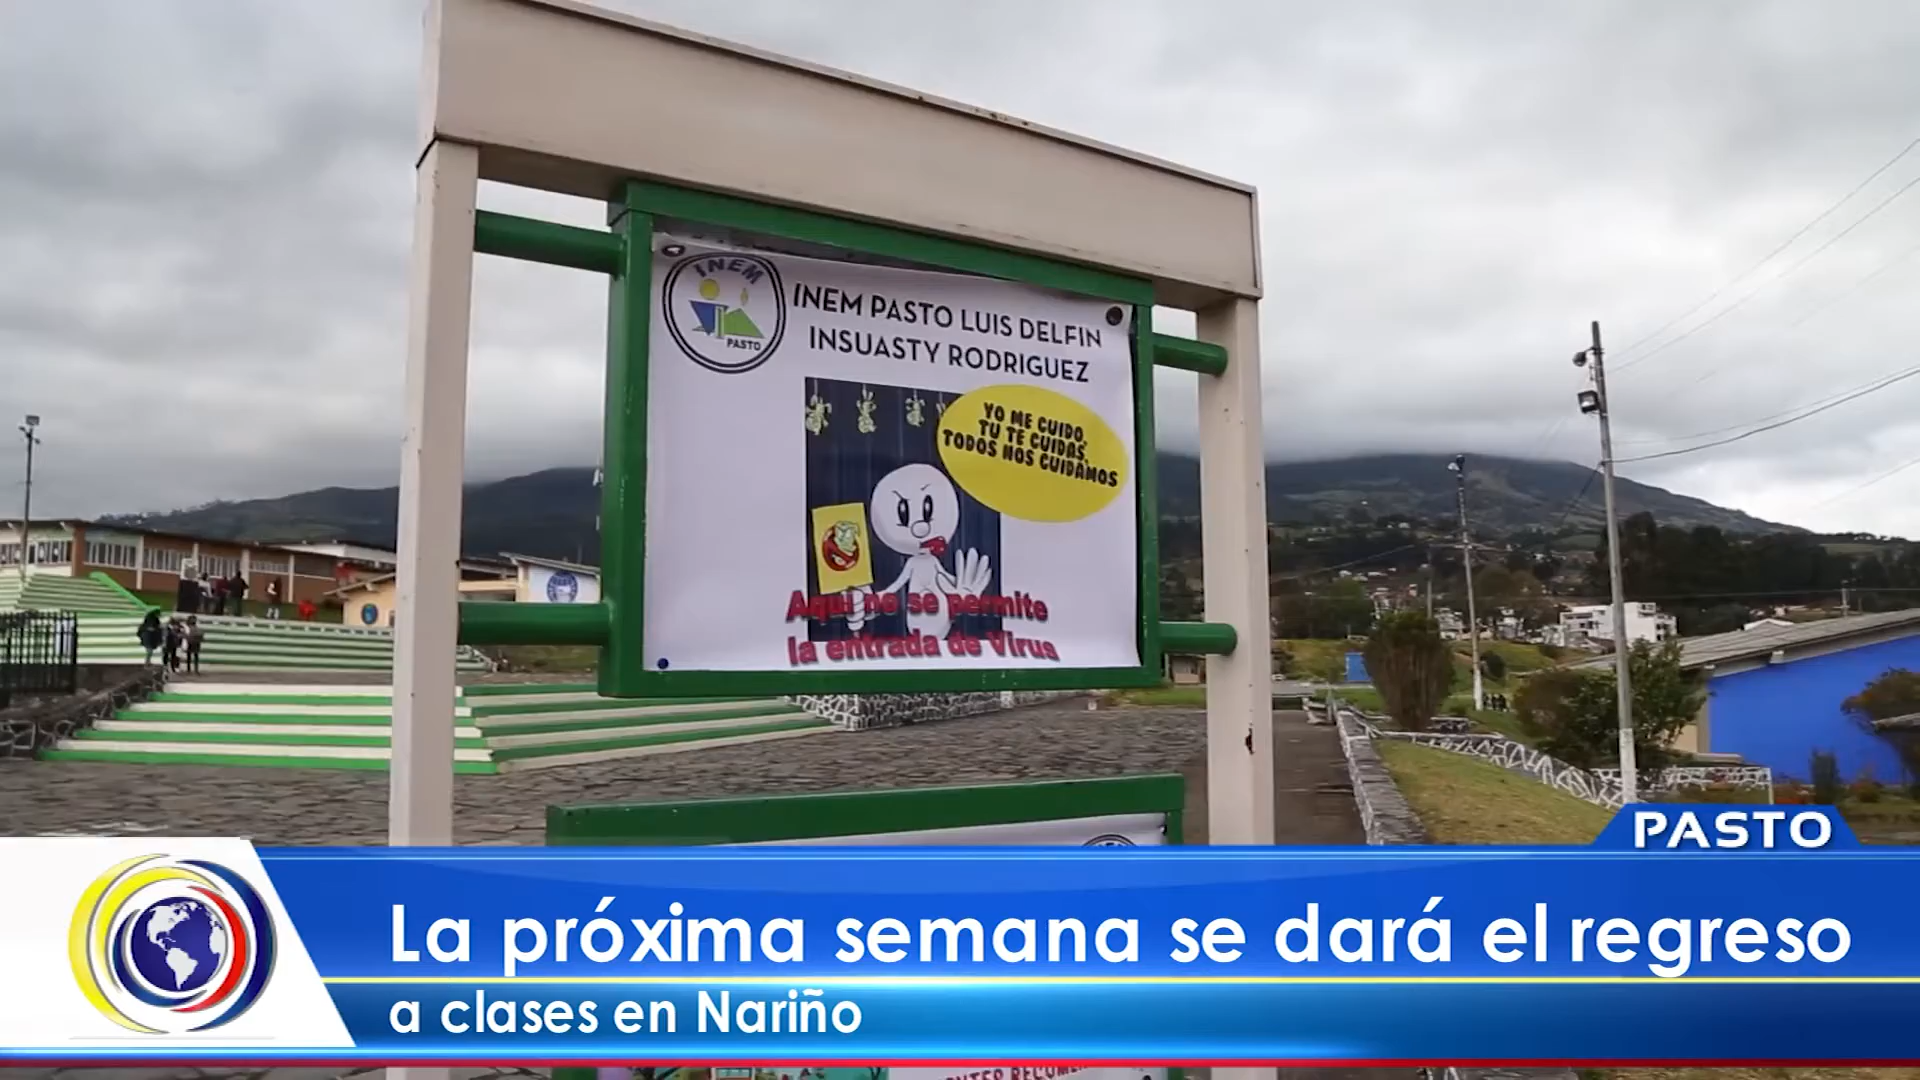 INEM
PASTO
INEM PASTO LUIS DELFIN
INSUASTY RODRIGUEZ
YO ME CUIDO,
TU TE CUIDAS,
TODOS NOS CUIDAMOS
Aqui no se permite
la entrada de Virus
PASTO
La próxima semana se dará el regreso
a clases en Nariño